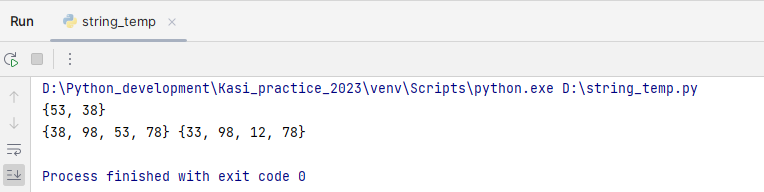 Run string_temp
D:\Python_development\Kasi_practice_2023\venv\Scripts\python.exe D:\string_temp.py
{53, 38}
{38, 98, 53, 78} {33, 98, 12, 78}
Process finished with exit code 0